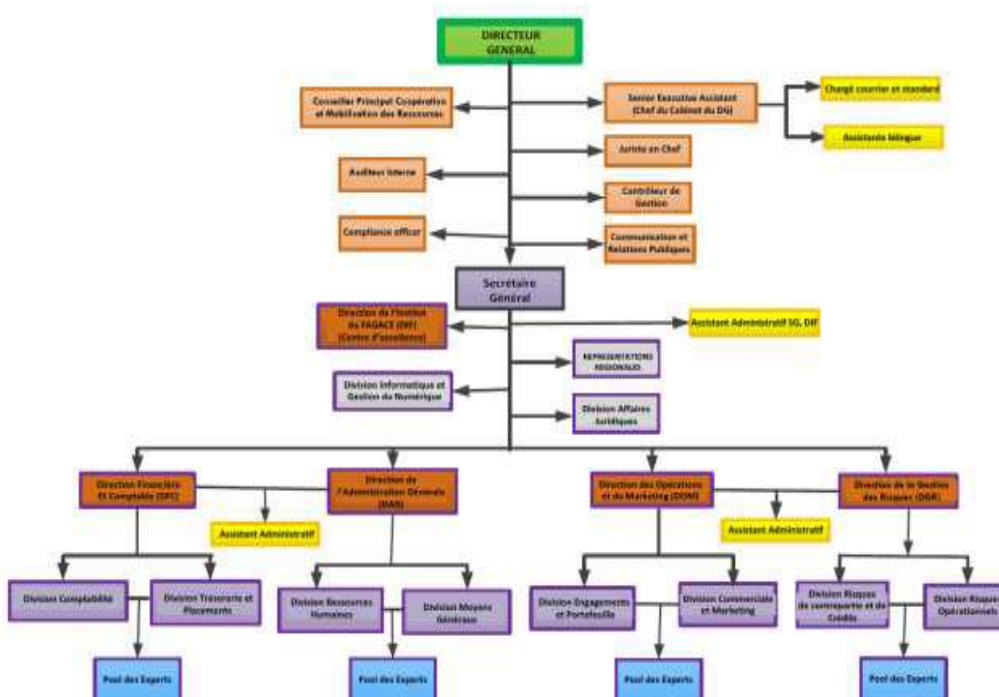 DIRECTEUR
GENERAL
Conseiller Principal Coopération
et Mobilisation des Ressources
Senior Executive Assistant
(Chef du Cabinet du DG)
Chargé courrier et standard
Assistante bilingue
Juriste en Chef
Auditeur Interne
Contrôleur de
Gestion
Compliance officer
Communication et
Relations Publiques
Secrétaire
Général
Direction de l'Institut
du FAGACE (DIF)
(Centre d'excellence)
Assistant Administratif SG, DIF
REPRESENTATIONS
REGIONALES
Division Informatique et
Gestion du Numérique
Division Affaires
Juridiques
Direction Financière
Et Comptable (DFC)
Direction de
l'Administration Générale
(DAG)
Direction des Opérations
et du Marketing (DOM)
Direction de la Gestion
des Risques (DGR)
Assistant Administratif
Assistant Administratif
Division Comptabilité
Division Trésorerie et
Placements
Division Ressources
Humaines
Division Moyens
Généraux
Division Engagements
et Portefeuille
Division Commerciale
et Marketing
Division Risques
de contrepartie et de
Crédits
Division Risques
Opérationnels
Pool des Experts
Pool des Experts
Pool des Experts
Pool des Experts